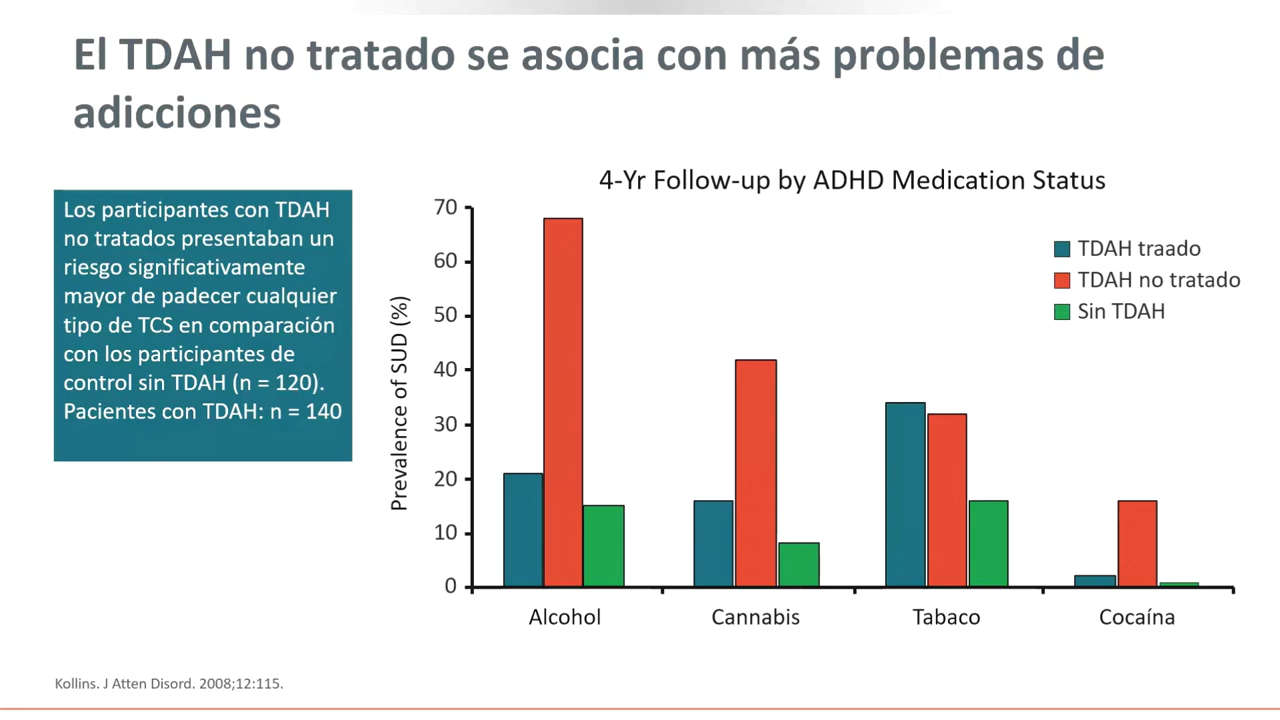 El TDAH no tratado se asocia con más problemas de
adicciones
Los participantes con TDAH
no tratados presentaban un
riesgo significativamente
mayor de padecer cualquier
tipo de TCS en comparación
con los participantes de
control sin TDAH (n = 120).
Pacientes con TDAH: n = 140
4-Yr Follow-up by ADHD Medication Status
Prevalence of SUD (%)
70
60
50
40
30
20
10
0
TDAH traado
TDAH no tratado
Sin TDAH
Alcohol
Cannabis
Tabaco
Cocaína
Kollins. J Atten Disord. 2008;12:115.